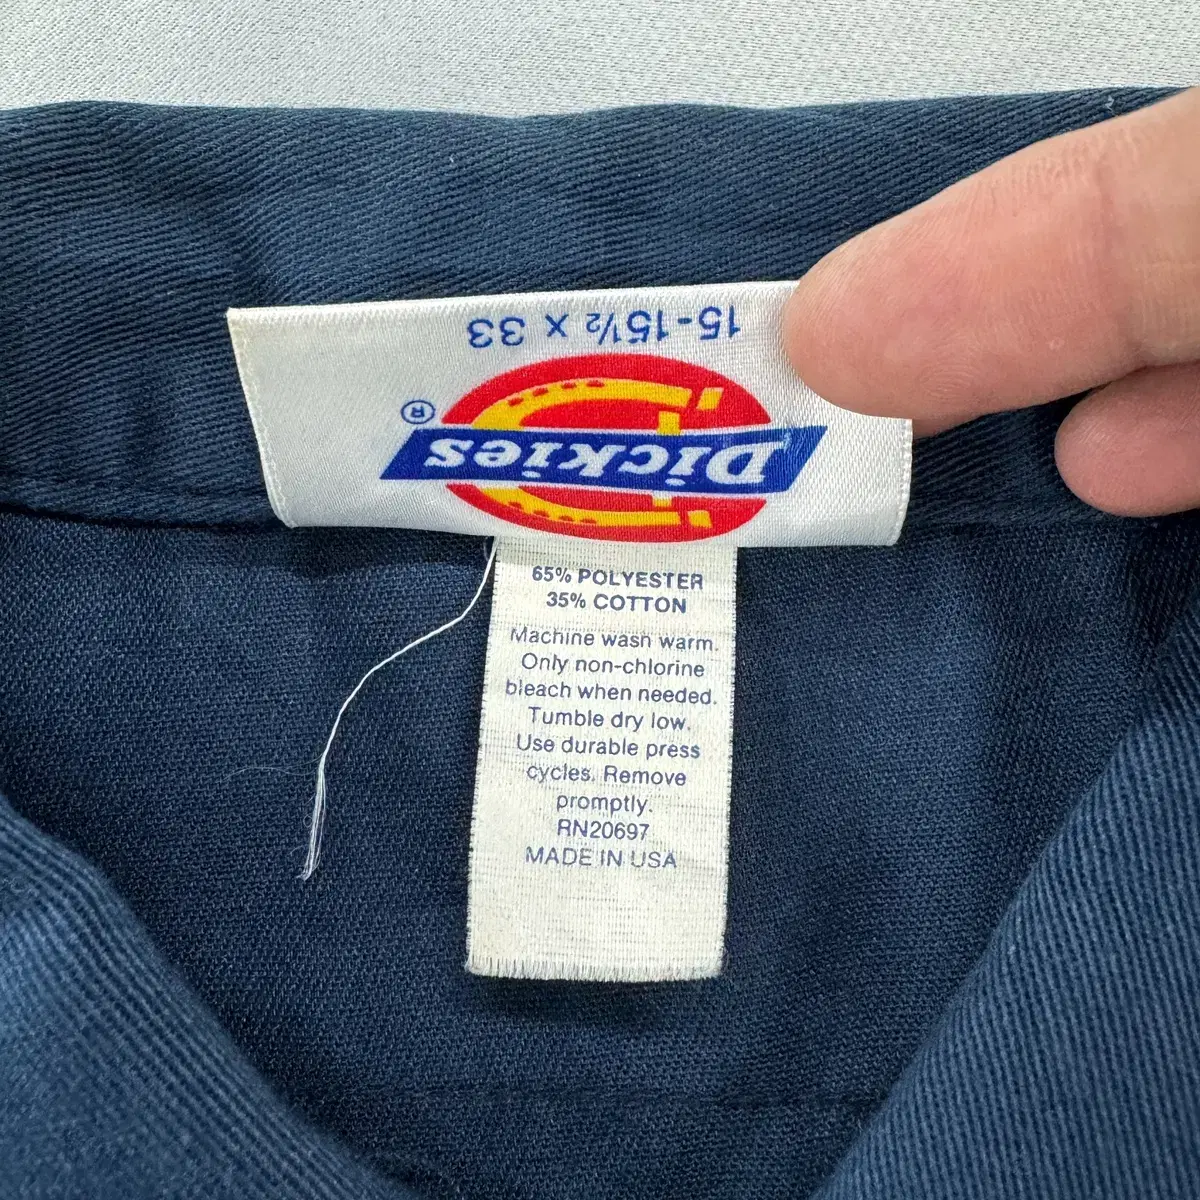 15-15½ X 33
Dickies®
65% POLYESTER
35% COTTON
Machine wash warm.
Only non-chlorine
bleach when needed.
Tumble dry low.
Use durable press
cycles. Remove
promptly.
RN20697
MADE IN USA